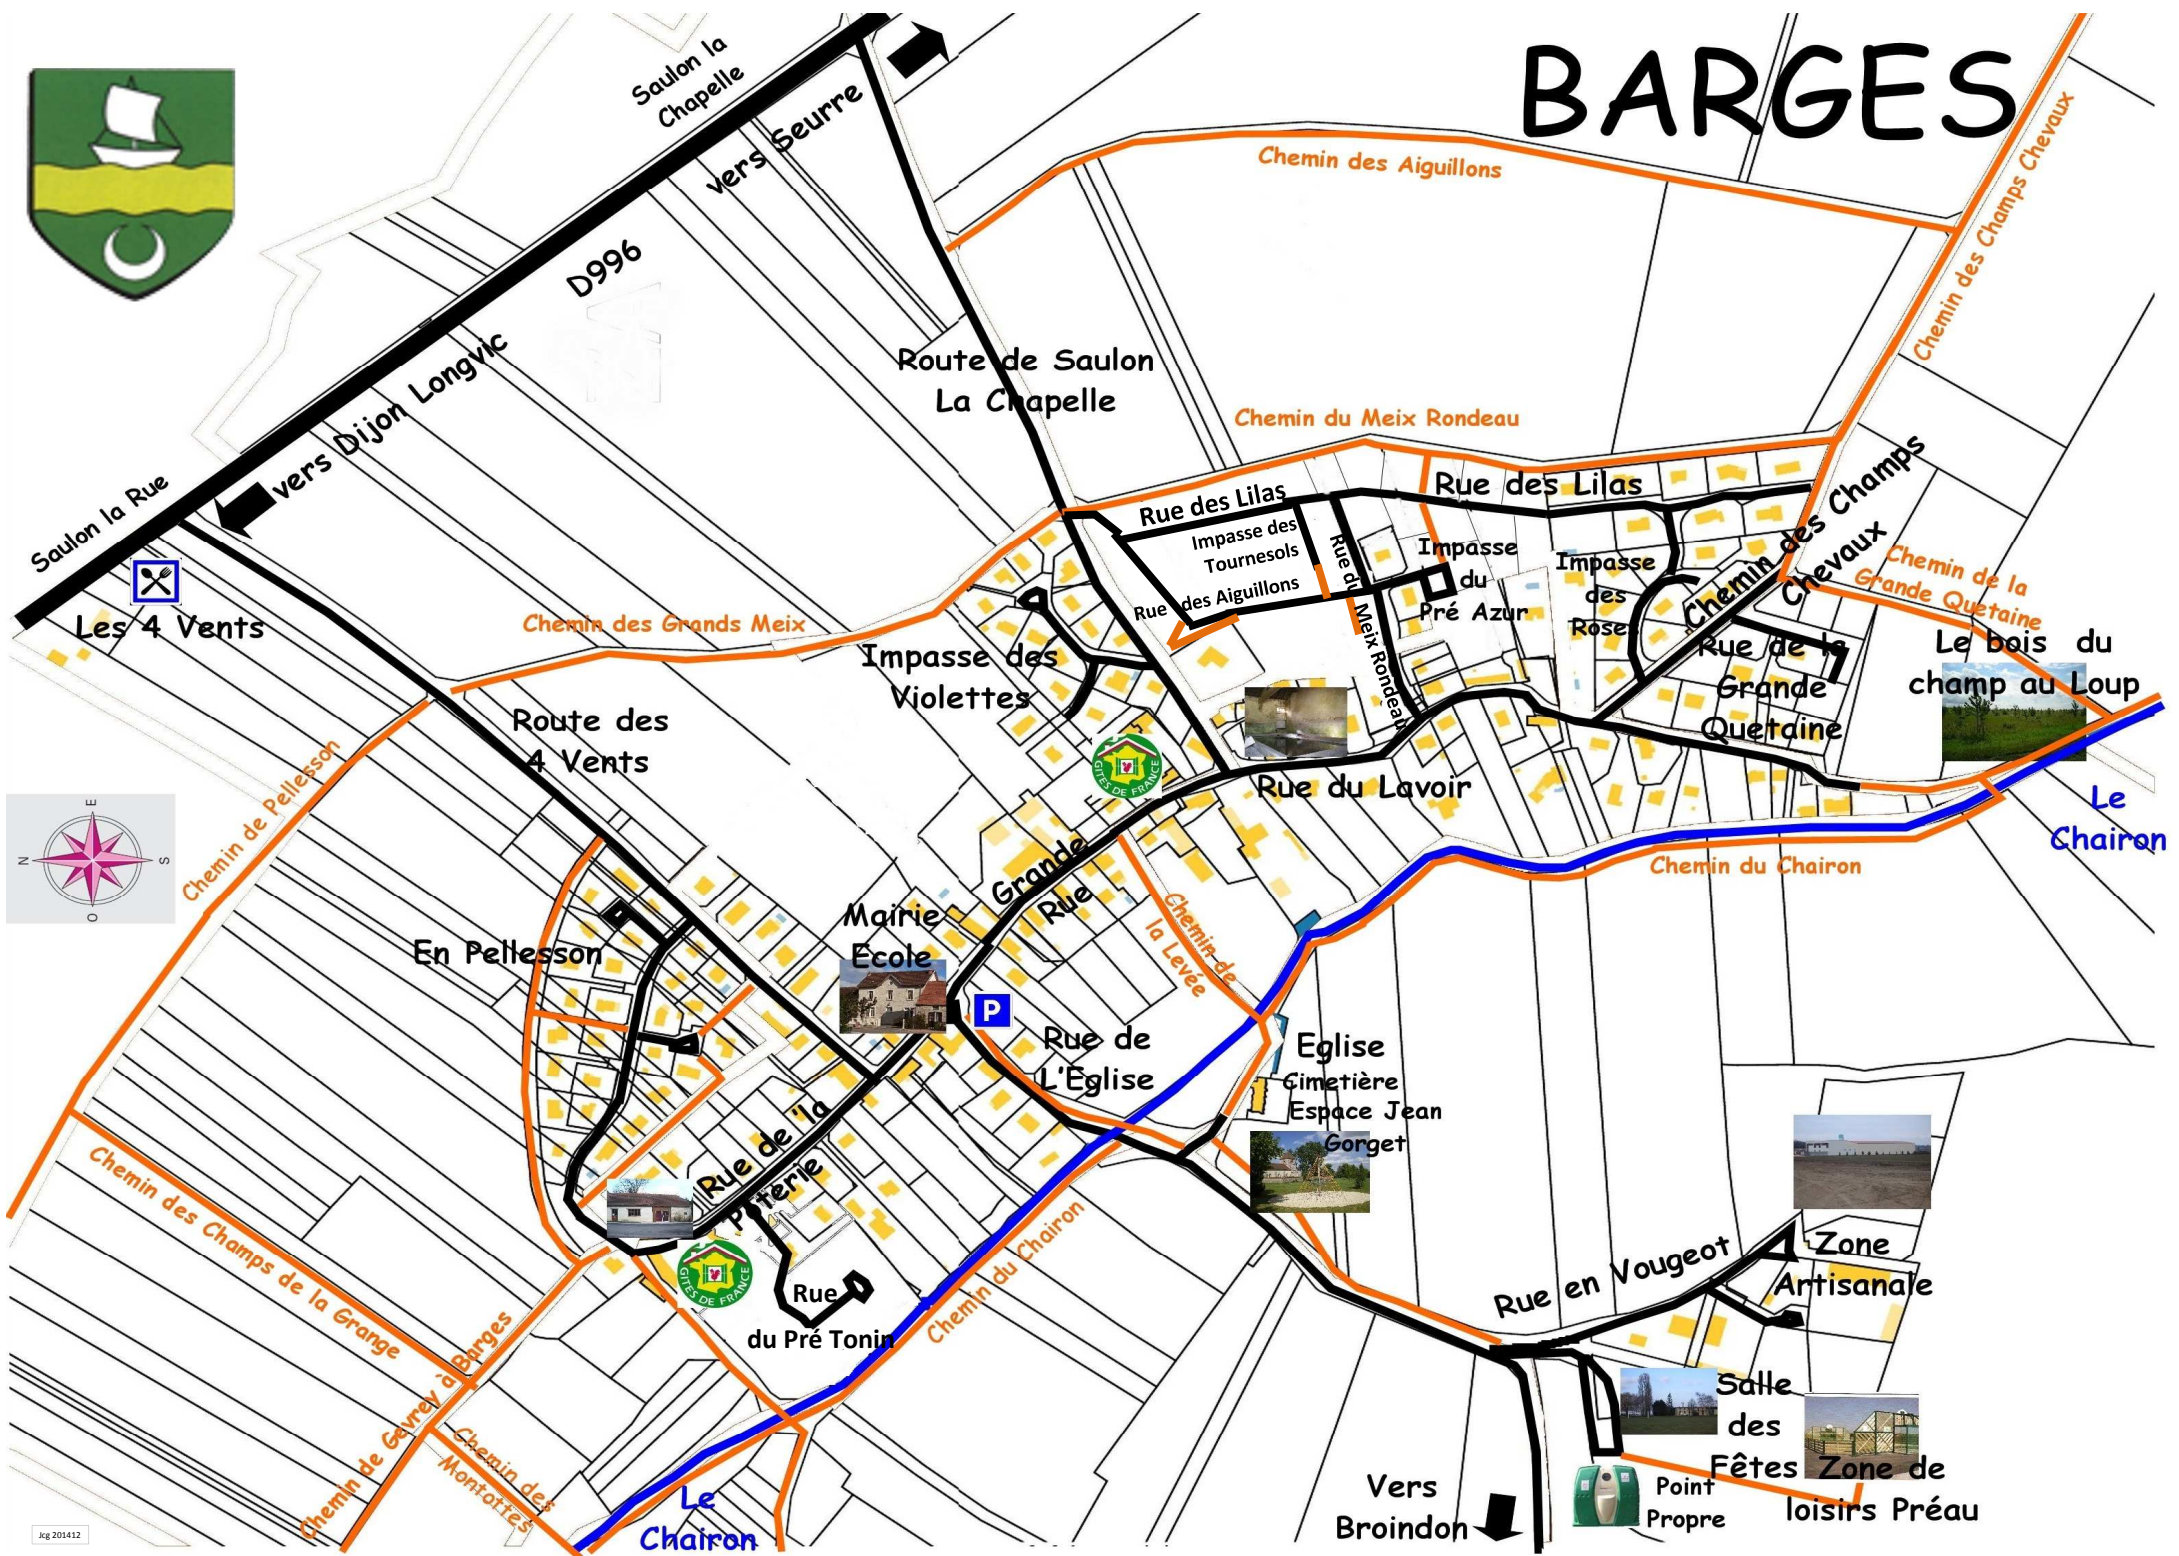 BARGES
Saulon la
Chapelle
vers Seurre
D996
vers Dijon Longvic
Saulon la Rue
Les 4 Vents
Chemin des Aiguillons
Chemin des Champs Chevaux
Route de Saulon
La Chapelle
Chemin du Meix Rondeau
Rue des Lilas
Rue des Lilas
Impasse des
Tournesols
Rue des Aiguillons
Rue du Meix Rondeau
Impasse
du
Pré Azur
Impasse
des
Roses
Chemin des Champs
Chevaux
Chemin de la
Grande Quetaine
Rue de la
Grande
Quetaine
Le bois du
champ au Loup
Chemin des Grands Meix
Impasse des
Violettes
Route des
4 Vents
GITES DE FRANCE
Rue du Lavoir
Le
Chairon
Chemin du Chairon
Chemin de Pellesson
E
N
S
O
Grande
Rue
Mairie
Ecole
P
Chemin de
la Levée
En Pellesson
Rue de
L'Eglise
Eglise
Cimetière
Espace Jean
Gorget
Rue de la
Poterie
GITES DE FRANCE
Rue
du Pré Tonin
Chemin du Chairon
Chemin des Champs de la Grange
Chemin de Gevrey à Barges
Chemin des
Montottes
Le
Chairon
Rue en Vougeot
Zone
Artisanale
Salle
des
Fêtes
Zone de
loisirs Préau
Point
Propre
Vers
Broindon
Jcg 201412